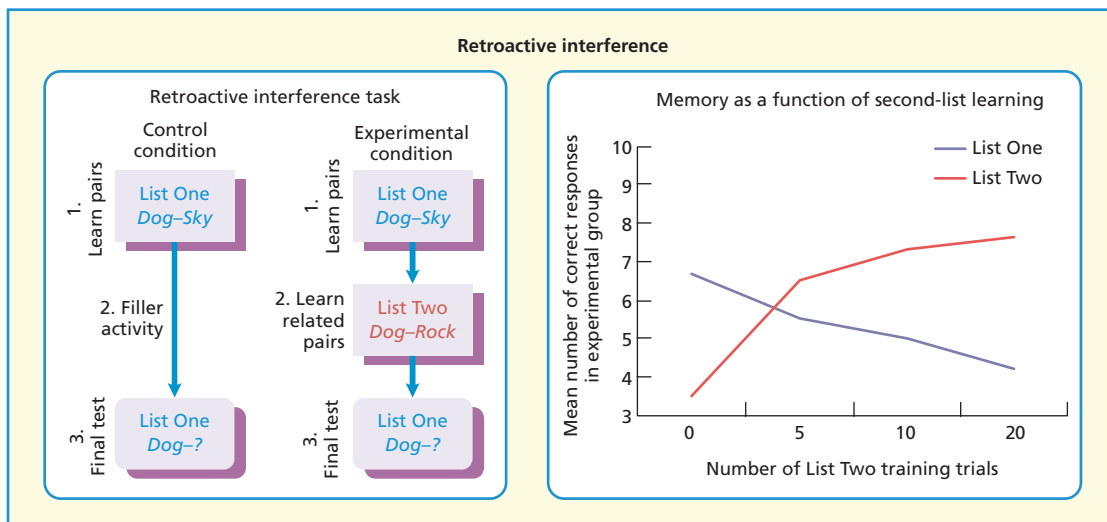 Retroactive interference
Retroactive interference task
Control
condition
Experimental
condition
1.
Learn pairs
List One
Dog–Sky
1.
Learn pairs
List One
Dog–Sky
2. Filler
activity
2. Learn
related
pairs
List Two
Dog–Rock
3.
Final test
List One
Dog–?
3.
Final test
List One
Dog–?
Memory as a function of second-list learning
Mean number of correct responses
in experimental group
10
9
8
7
6
5
4
3
List One
List Two
0 5 10 20
Number of List Two training trials